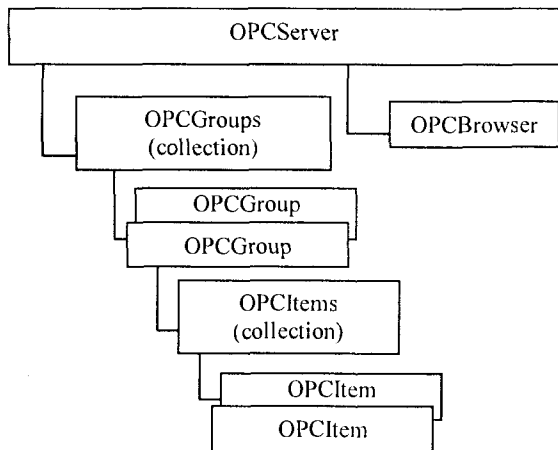 OPCServer
OPCGroups
(collection)
OPCBrowser
OPCGroup
OPCGroup
OPCItems
(collection)
OPCItem
OPCItem